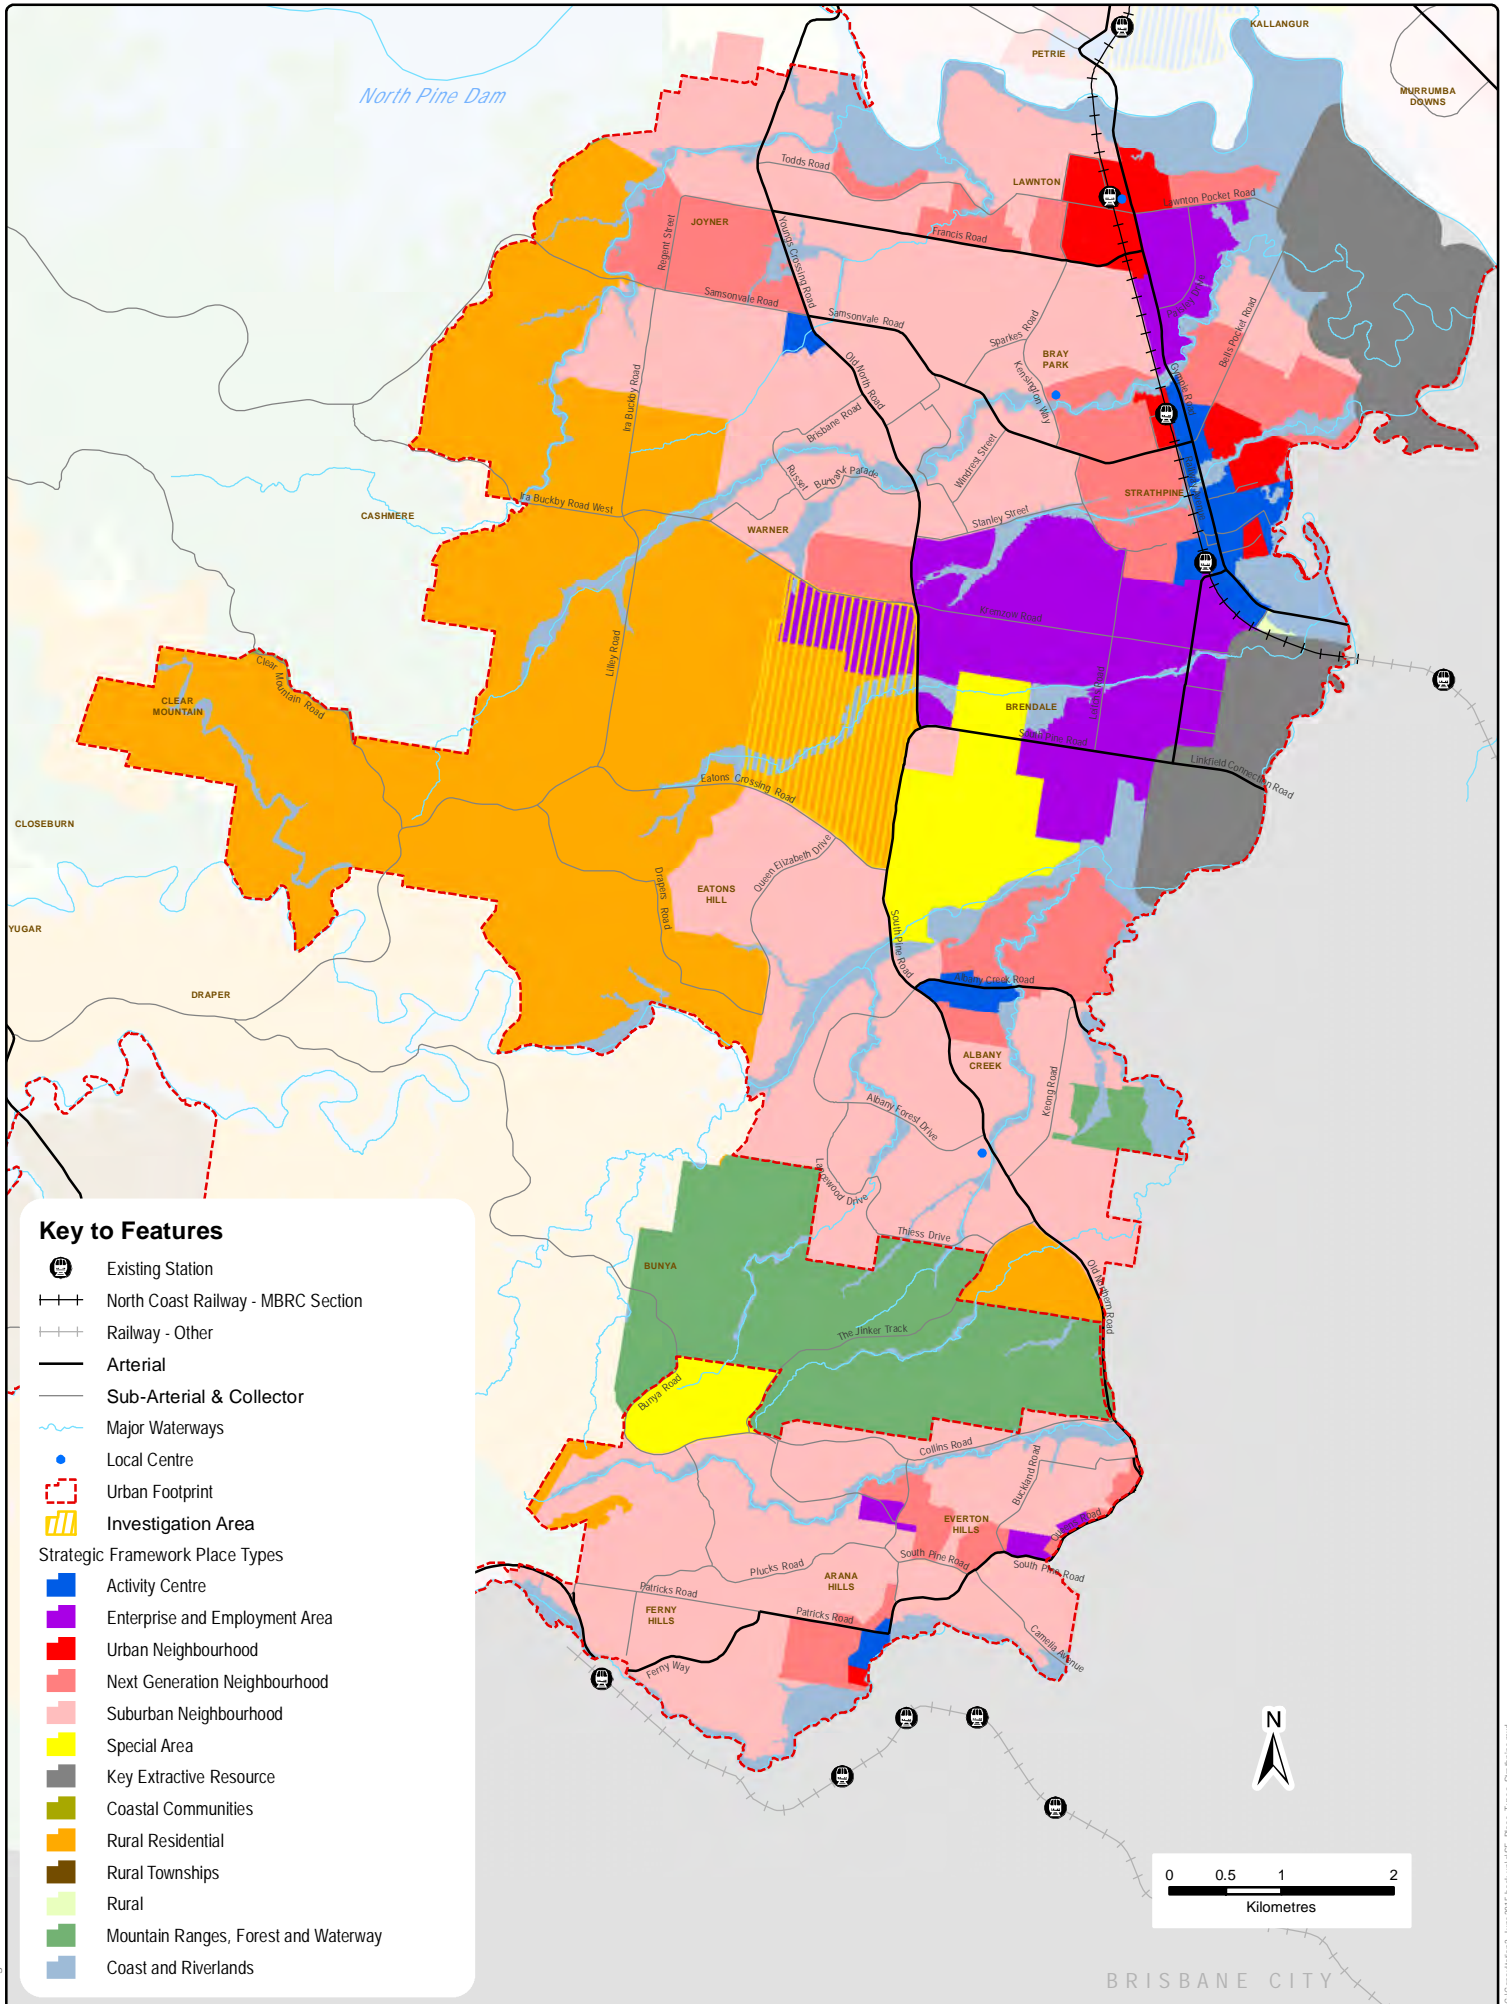 KALLANGUR
PETRIE
North Pine Dam
MURRUMBA
DOWNS
Todds Road
LAWNTON
Lawnton Pocket Road
JOYNER
Regent Street
Youngs Crossing Road
Francis Road
Samsonvale Road
Samsonvale Road
Sparkes Road
Bells Pocket Road
BRAY
PARK
Old North Road
Kensington Way
Gympie Road
Ira Buckby Road
Brisbane Road
Windrest Street
Russet
Burbank Parade
STRATHPINE
Ira Buckby Road West
CASHMERE
WARNER
Stanley Street
Kremzow Road
Lilley Road
Clear Mountain Road
CLEAR
MOUNTAIN
BRENDALE
South Pine Road
Linkfield Connection Road
Eatons Crossing Road
CLOSEBURN
Queen Elizabeth Drive
EATONS
HILL
Drapers Road
YUGAR
South Pine Road
Albany Creek Road
DRAPER
ALBANY
CREEK
Keong Road
Albany Forest Drive
Lancewood Drive
Thiess Drive
BUNYA
Old Northern Road
The Jinker Track
Bunya Road
Collins Road
Buckland Road
EVERTON
HILLS
Queens Road
South Pine Road
South Pine Road
Plucks Road
ARANA
HILLS
Patricks Road
Patricks Road
FERNY
HILLS
Camelia Avenue
Ferny Way
Key to Features
Existing Station
North Coast Railway - MBRC Section
Railway - Other
Arterial
Sub-Arterial & Collector
Major Waterways
Local Centre
Urban Footprint
Investigation Area
Strategic Framework Place Types
Activity Centre
Enterprise and Employment Area
Urban Neighbourhood
Next Generation Neighbourhood
Suburban Neighbourhood
Special Area
Key Extractive Resource
Coastal Communities
Rural Residential
Rural Townships
Rural
Mountain Ranges, Forest and Waterway
Coast and Riverlands
N
0 0.5 1 2
Kilometres
BRISBANE CITY